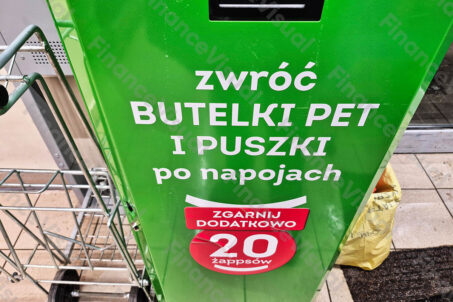 zwróć
BUTELKI PET
I PUSZKI
po napojach
ZGARNIJ
DODATKOWO
20
żappsów